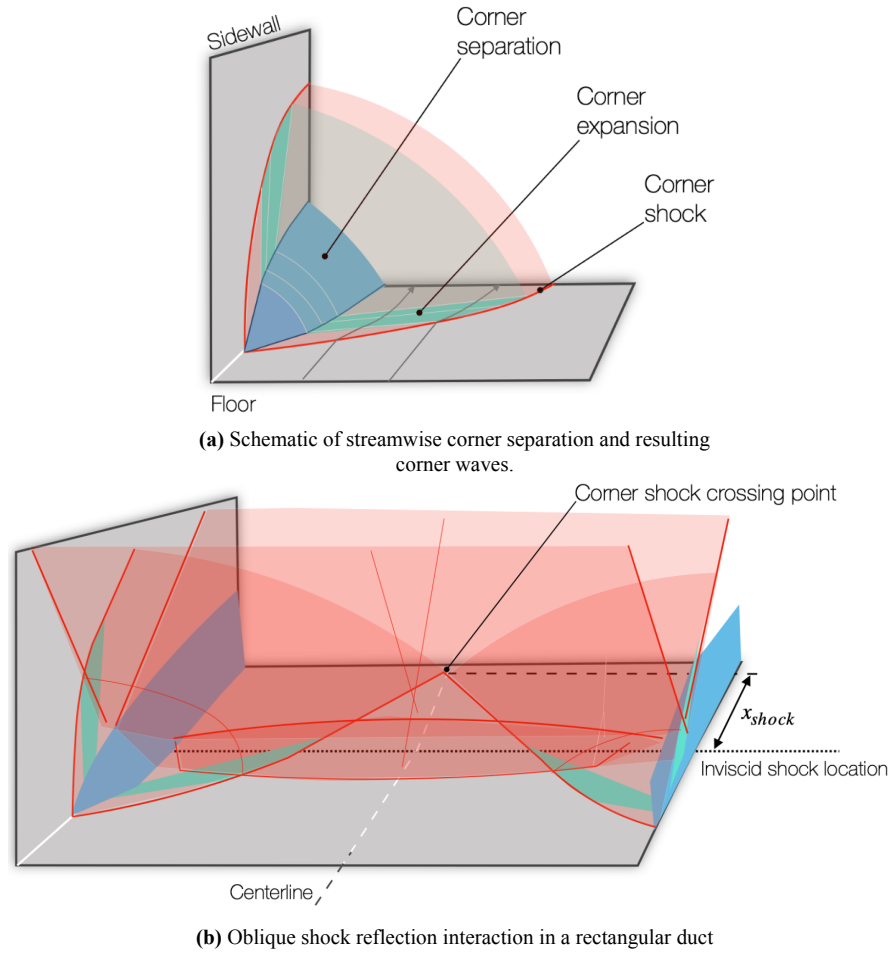 Sidewall
Corner
separation
Corner
expansion
Corner
shock
Floor
(a) Schematic of streamwise corner separation and resulting
corner waves.
Corner shock crossing point
x_shock
Inviscid shock location
Centerline
(b) Oblique shock reflection interaction in a rectangular duct